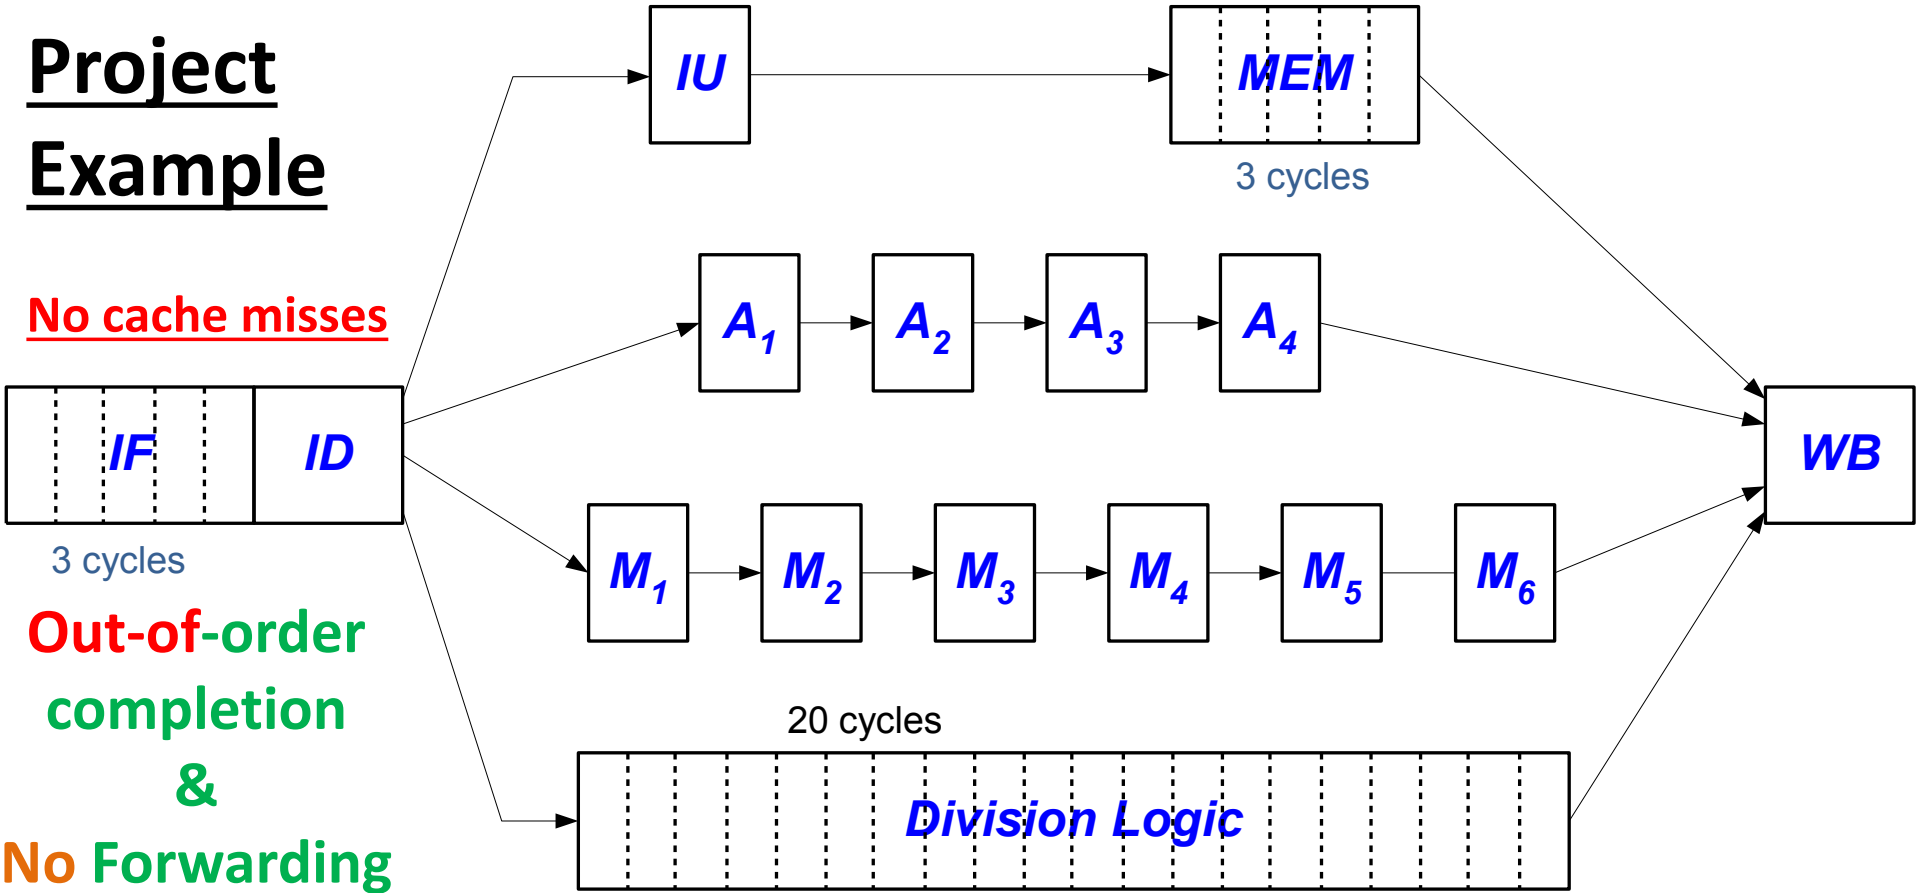 Project
Example
No cache misses
IF ID
3 cycles
Out-of-order
completion
&
No Forwarding
IU MEM
3 cycles
A1 A2 A3 A4
M1 M2 M3 M4 M5 M6
20 cycles
Division Logic
WB